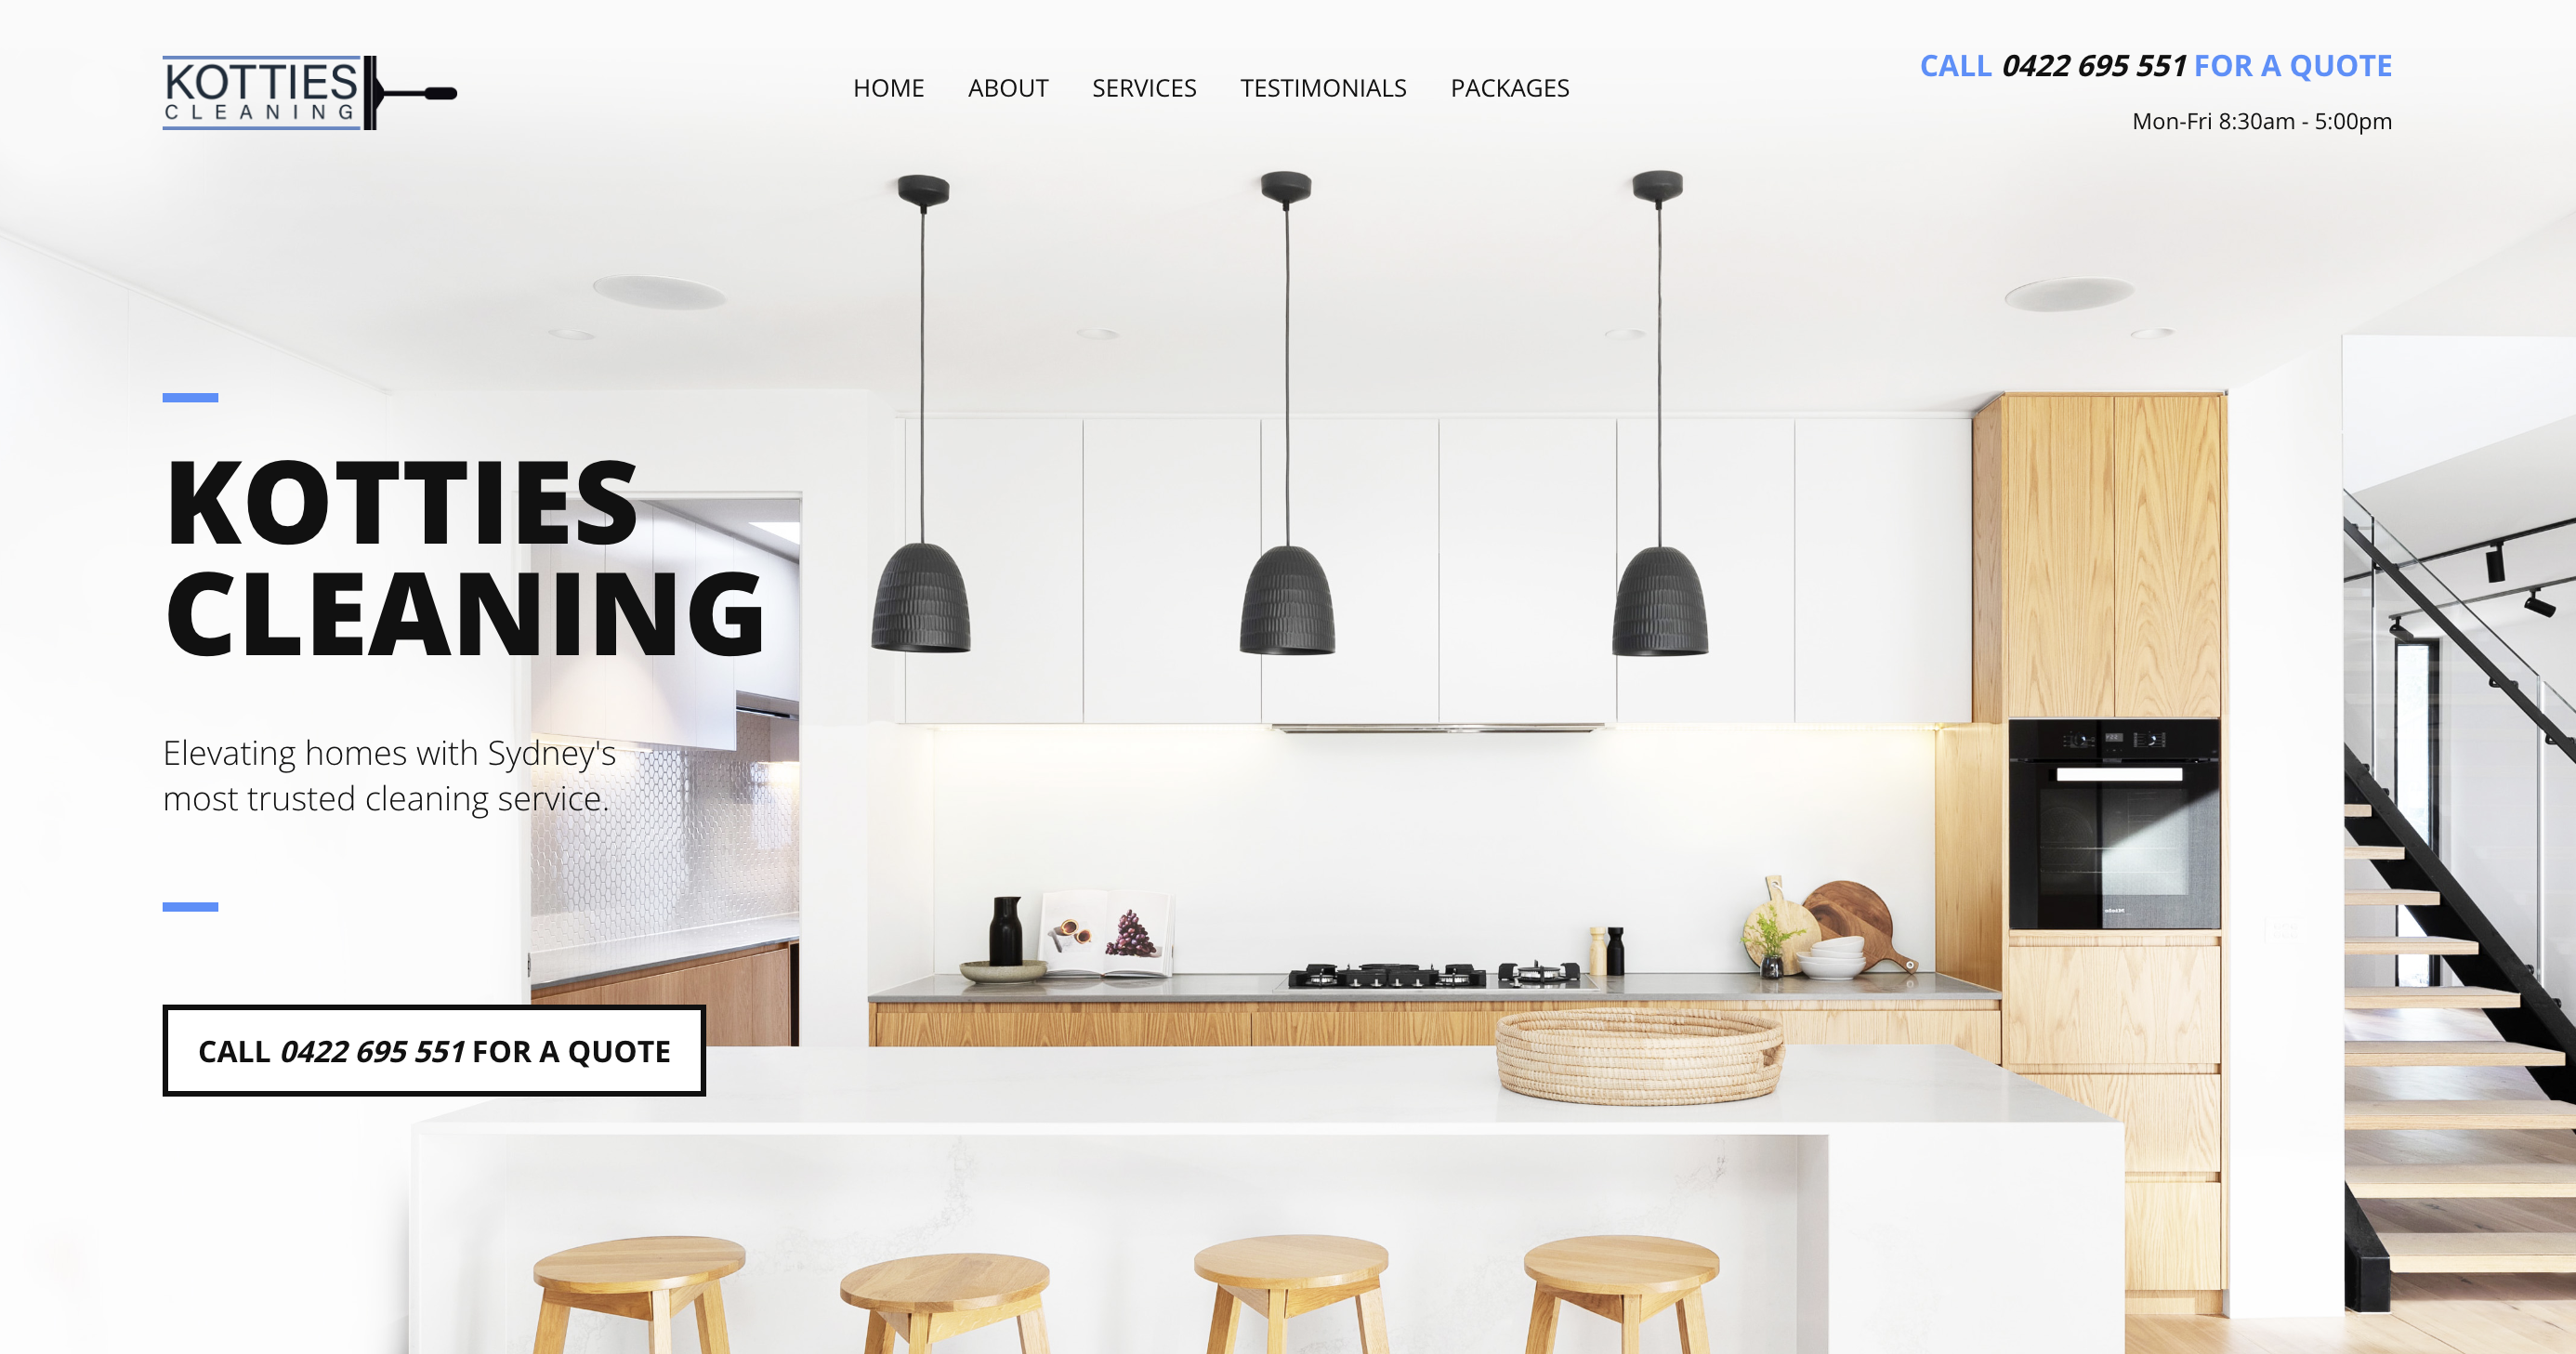 KOTTIES
CLEANING
HOME ABOUT SERVICES TESTIMONIALS PACKAGES
CALL 0422 695 551 FOR A QUOTE
Mon-Fri 8:30am - 5:00pm
KOTTIES
CLEANING
Elevating homes with Sydney's
most trusted cleaning service.
CALL 0422 695 551 FOR A QUOTE